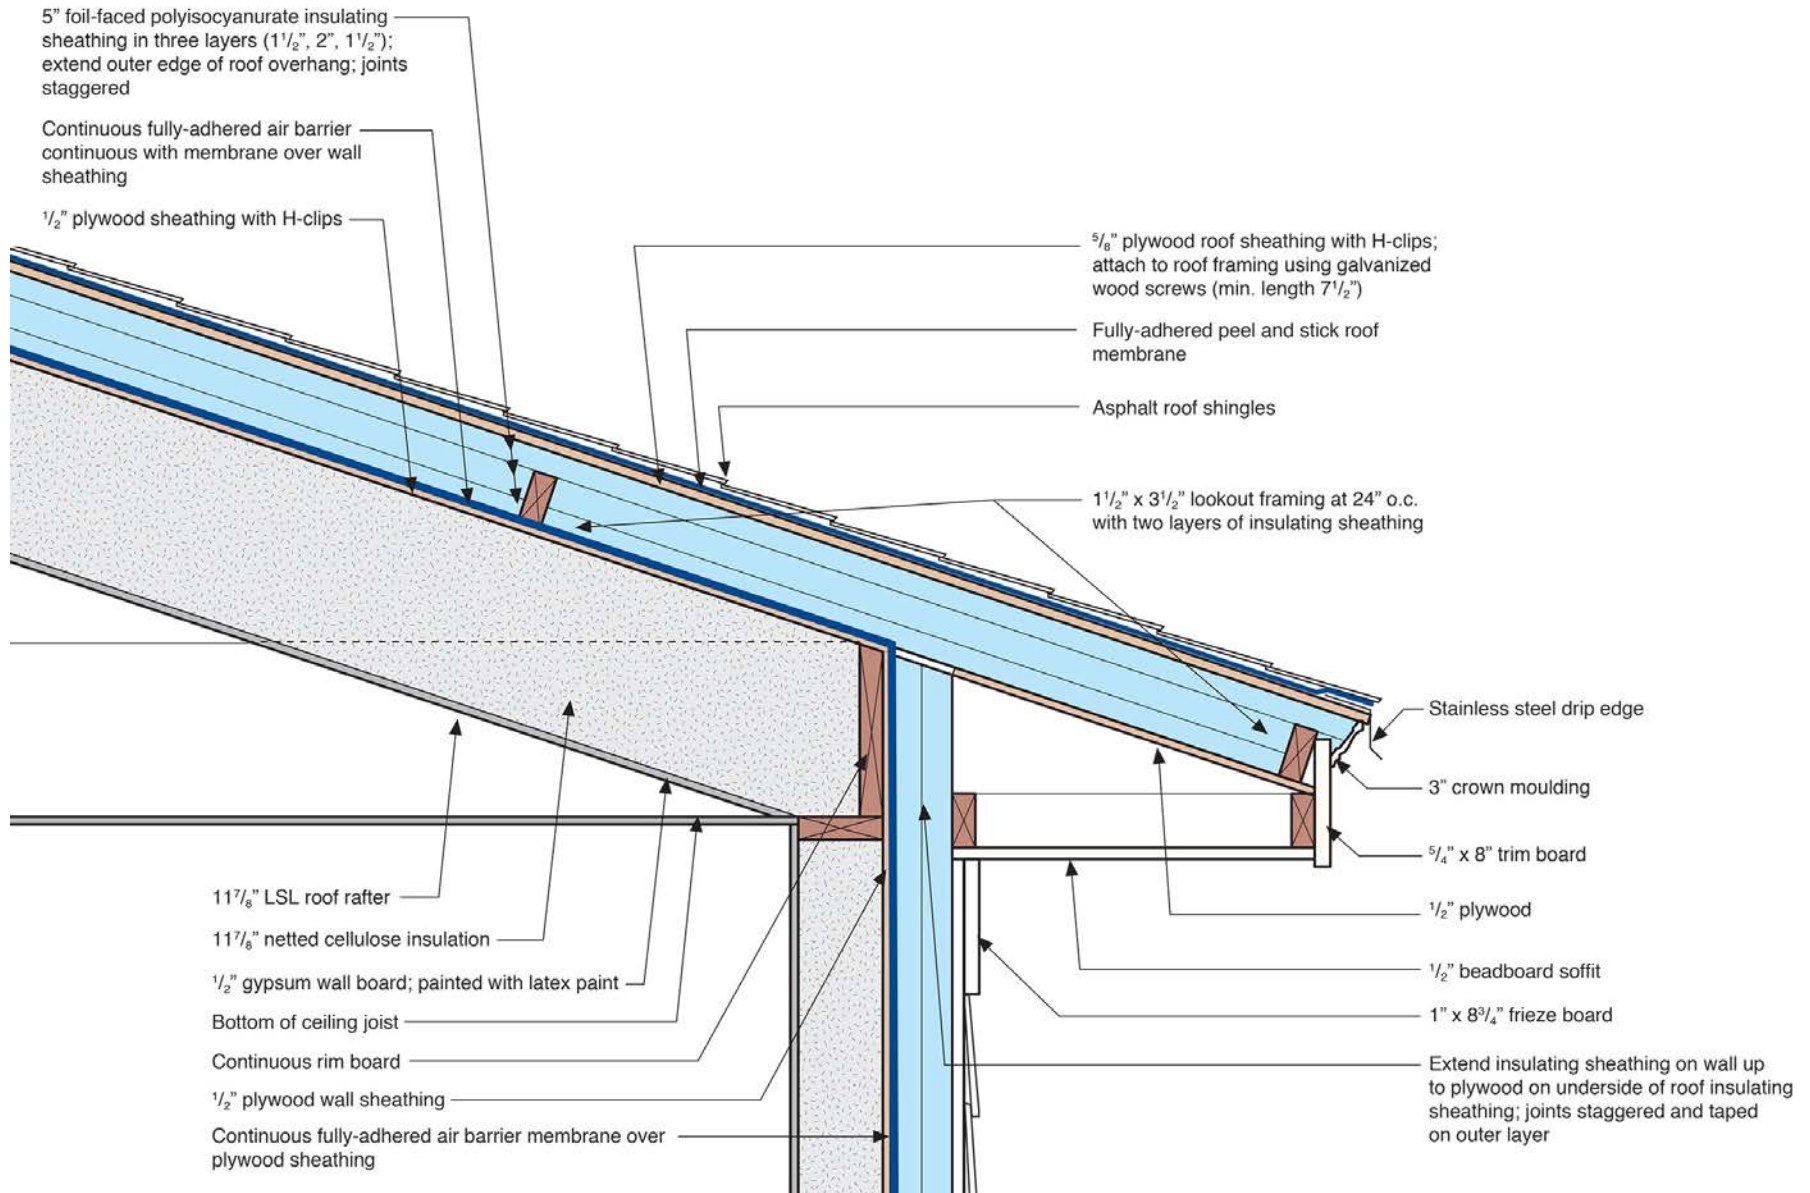 5” foil-faced polyisocyanurate insulating
sheathing in three layers (1¹/₂”, 2”, 1¹/₂”);
extend outer edge of roof overhang; joints
staggered
Continuous fully-adhered air barrier
continuous with membrane over wall
sheathing
¹/₂” plywood sheathing with H-clips
⁵/₈” plywood roof sheathing with H-clips;
attach to roof framing using galvanized
wood screws (min. length 7¹/₂”)
Fully-adhered peel and stick roof
membrane
Asphalt roof shingles
1¹/₂” x 3¹/₂” lookout framing at 24” o.c.
with two layers of insulating sheathing
Stainless steel drip edge
3” crown moulding
⁵/₄” x 8” trim board
¹/₂” plywood
¹/₂” beadboard soffit
1” x 8³/₄” frieze board
Extend insulating sheathing on wall up
to plywood on underside of roof insulating
sheathing; joints staggered and taped
on outer layer
11⁷/₈” LSL roof rafter
11⁷/₈” netted cellulose insulation
¹/₂” gypsum wall board; painted with latex paint
Bottom of ceiling joist
Continuous rim board
¹/₂” plywood wall sheathing
Continuous fully-adhered air barrier membrane over
plywood sheathing